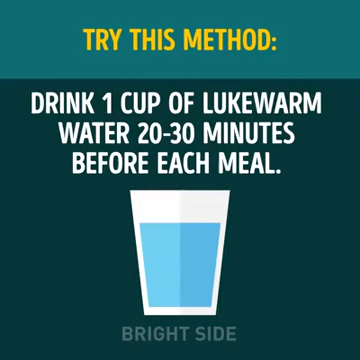 TRY THIS METHOD:
DRINK 1 CUP OF LUKEWARM
WATER 20-30 MINUTES
BEFORE EACH MEAL.
BRIGHT SIDE